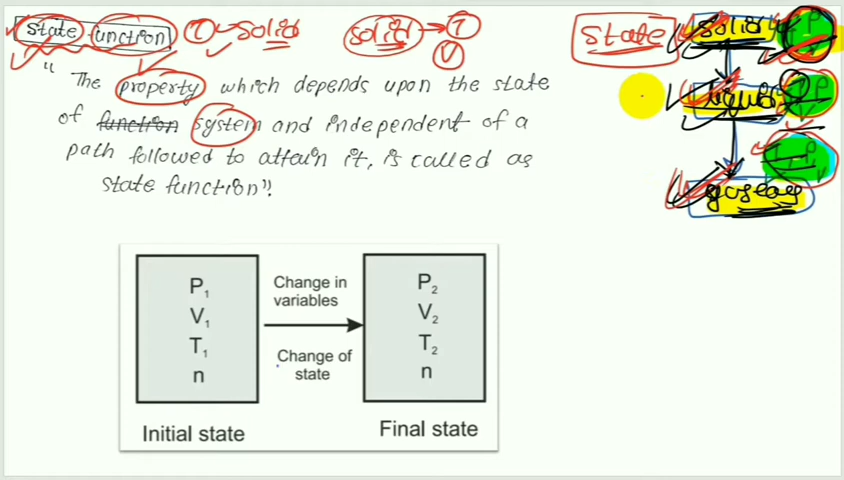 state function T solid solid → T
V
State
solid
liquid
gaseous
"The property which depends upon the state
of function system and independent of a
path followed to attain it, is called as
state function".
P₁
V₁
T₁
n
Initial state
Change in
variables
Change of
state
P₂
V₂
T₂
n
Final state